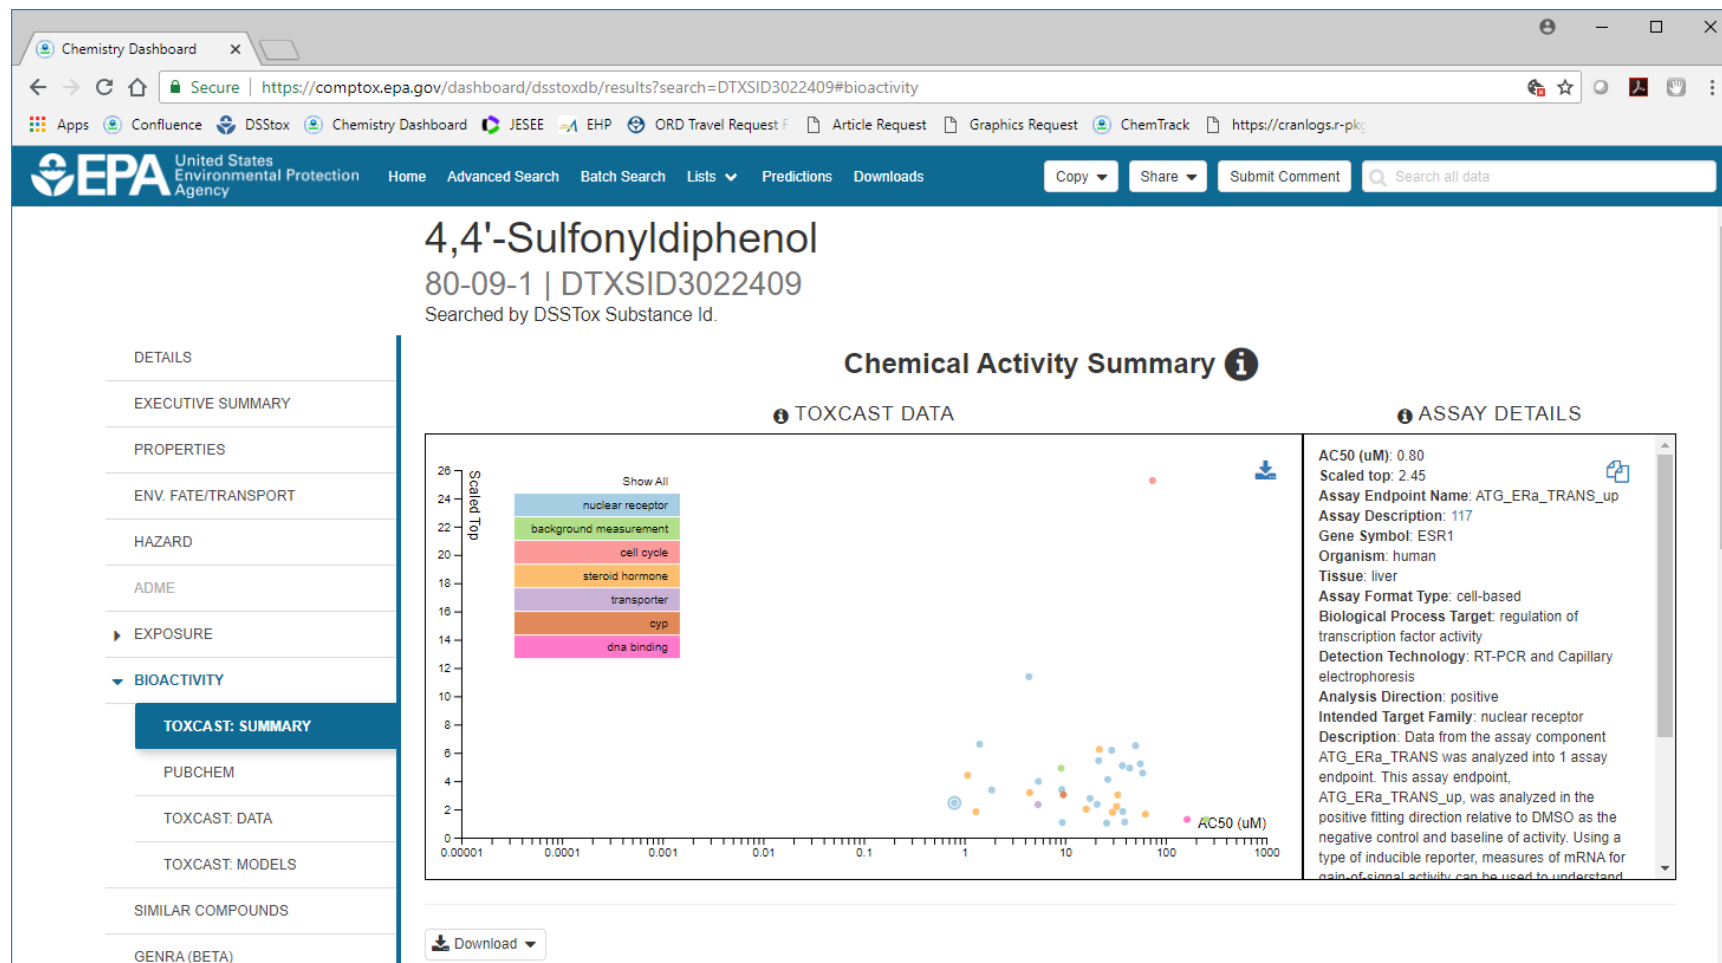 Chemistry Dashboard
Secure | https://comptox.epa.gov/dashboard/dsstoxdb/results?search=DTXSID3022409#bioactivity
Apps Confluence DSStox Chemistry Dashboard JESEE EHP ORD Travel Request Article Request Graphics Request ChemTrack https://cranlogs.r-pkg
EPA United States Environmental Protection Agency
Home Advanced Search Batch Search Lists Predictions Downloads Copy Share Submit Comment Search all data
4,4'-Sulfonyldiphenol
80-09-1 | DTXSID3022409
Searched by DSSTox Substance Id.
DETAILS
EXECUTIVE SUMMARY
PROPERTIES
ENV. FATE/TRANSPORT
HAZARD
ADME
EXPOSURE
BIOACTIVITY
TOXCAST: SUMMARY
PUBCHEM
TOXCAST: DATA
TOXCAST: MODELS
SIMILAR COMPOUNDS
GENRA (BETA)
Chemical Activity Summary
TOXCAST DATA
26
24
22
20
18
16
14
12
10
8
6
4
2
0
Scaled Top
Show All
nuclear receptor
background measurement
cell cycle
steroid hormone
transporter
cyp
dna binding
AC50 (uM)
0.00001 0.0001 0.001 0.01 0.1 1 10 100 1000
ASSAY DETAILS
AC50 (uM): 0.80
Scaled top: 2.45
Assay Endpoint Name: ATG_ERa_TRANS_up
Assay Description: 117
Gene Symbol: ESR1
Organism: human
Tissue: liver
Assay Format Type: cell-based
Biological Process Target: regulation of
transcription factor activity
Detection Technology: RT-PCR and Capillary
electrophoresis
Analysis Direction: positive
Intended Target Family: nuclear receptor
Description: Data from the assay component
ATG_ERa_TRANS was analyzed into 1 assay
endpoint. This assay endpoint,
ATG_ERa_TRANS_up, was analyzed in the
positive fitting direction relative to DMSO as the
negative control and baseline of activity. Using a
type of inducible reporter, measures of mRNA for
gain-of-signal activity can be used to understand
Download